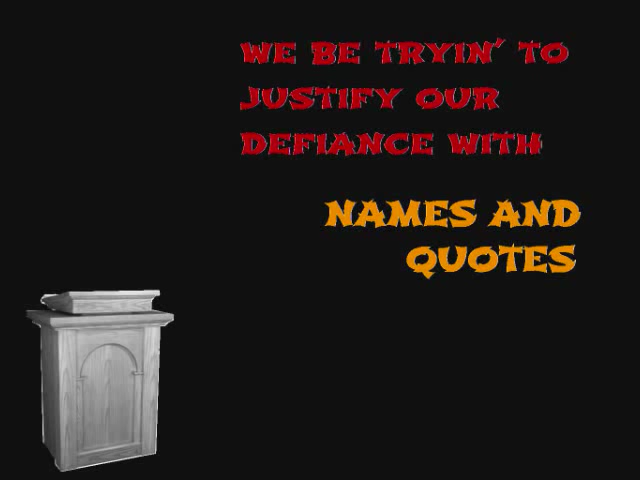 WE BE TRYIN' TO
JUSTIFY OUR
DEFIANCE WITH
NAMES AND
QUOTES